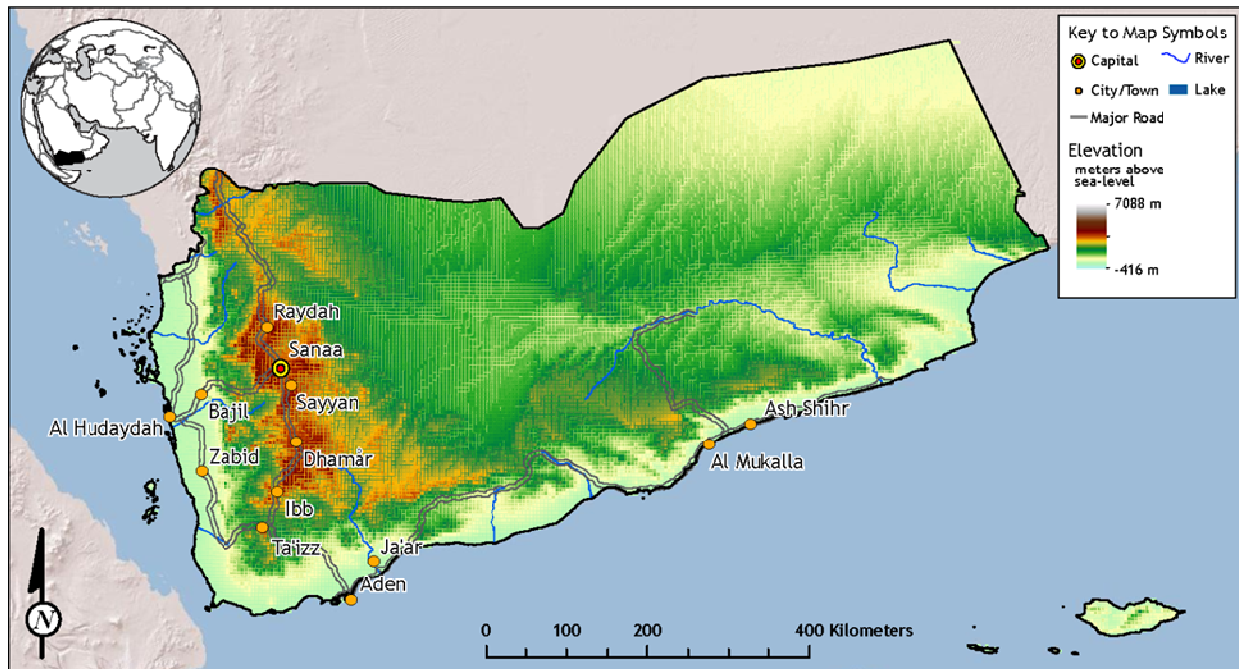 Key to Map Symbols
Capital
River
City/Town
Lake
Major Road
Elevation
meters above
sea-level
7088 m
-416 m
Raydah
Sanaa
Sayyan
Bajil
Al Hudaydah
Zabid
Dhamår
Ash Shihr
Al Mukalla
Ibb
Ta'izz
Ja'ar
Aden
N
0 100 200 400 Kilometers